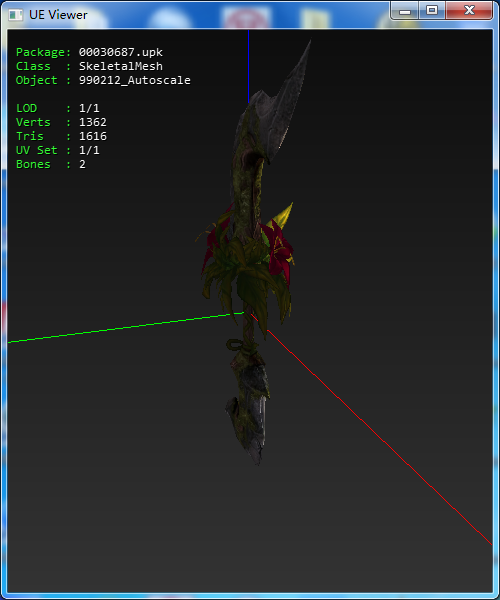 UE Viewer
Package: 00030687.upk
Class  : SkeletalMesh
Object : 990212_Autoscale
LOD    : 1/1
Verts  : 1362
Tris   : 1616
UV Set : 1/1
Bones  : 2